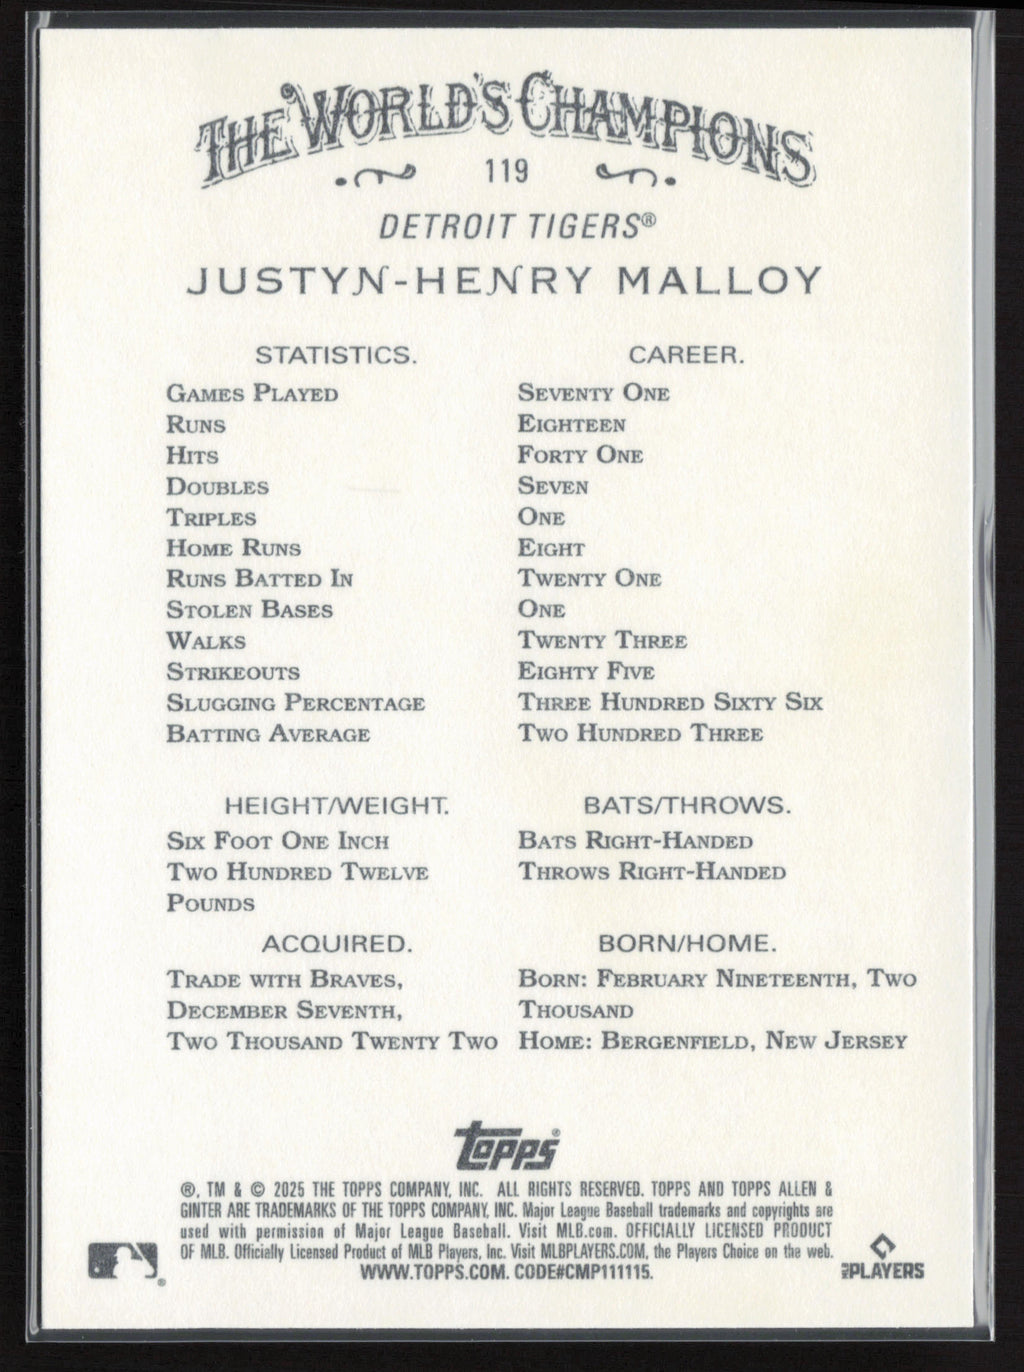 THE WORLD'S CHAMPIONS
119
DETROIT TIGERS®
JUSTYN-HENRY MALLOY
STATISTICS. CAREER.
GAMES PLAYED SEVENTY ONE
RUNS EIGHTEEN
HITS FORTY ONE
DOUBLES SEVEN
TRIPLES ONE
HOME RUNS EIGHT
RUNS BATTED IN TWENTY ONE
STOLEN BASES ONE
WALKS TWENTY THREE
STRIKEOUTS EIGHTY FIVE
SLUGGING PERCENTAGE THREE HUNDRED SIXTY SIX
BATTING AVERAGE TWO HUNDRED THREE
HEIGHT/WEIGHT.
SIX FOOT ONE INCH
TWO HUNDRED TWELVE
POUNDS
BATS/THROWS.
BATS RIGHT-HANDED
THROWS RIGHT-HANDED
ACQUIRED.
TRADE WITH BRAVES,
DECEMBER SEVENTH,
TWO THOUSAND TWENTY TWO
BORN/HOME.
BORN: FEBRUARY NINETEENTH, TWO
THOUSAND
HOME: BERGENFIELD, NEW JERSEY
topps®
®, TM & © 2025 THE TOPPS COMPANY, INC. ALL RIGHTS RESERVED. TOPPS AND TOPPS ALLEN &
GINTER ARE TRADEMARKS OF THE TOPPS COMPANY, INC. Major League Baseball trademarks and copyrights are
used with permission of Major League Baseball. Visit MLB.com. OFFICIALLY LICENSED PRODUCT
OF MLB. Officially Licensed Product of MLB Players, Inc. Visit MLBPLAYERS.COM, the Players Choice on the web.
WWW.TOPPS.COM. CODE#CMP111115.
®
MLB PLAYERS